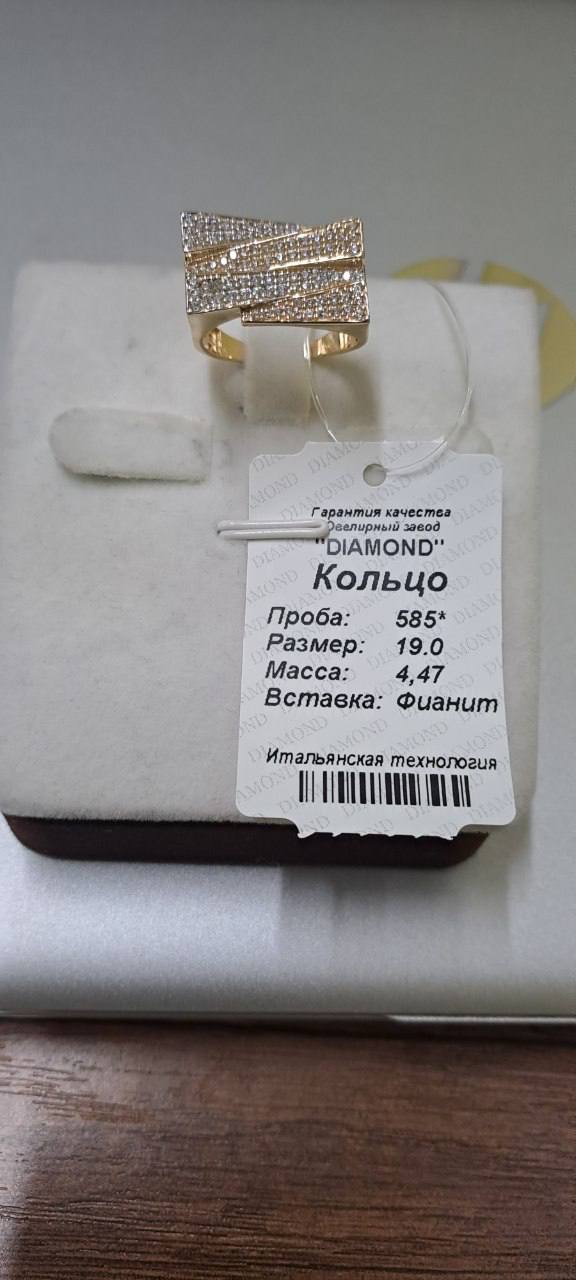 Гарантия качества
Ювелирный завод
"DIAMOND"
Кольцо
Проба: 585*
Размер: 19.0
Масса: 4,47
Вставка: Фианит
Итальянская технология